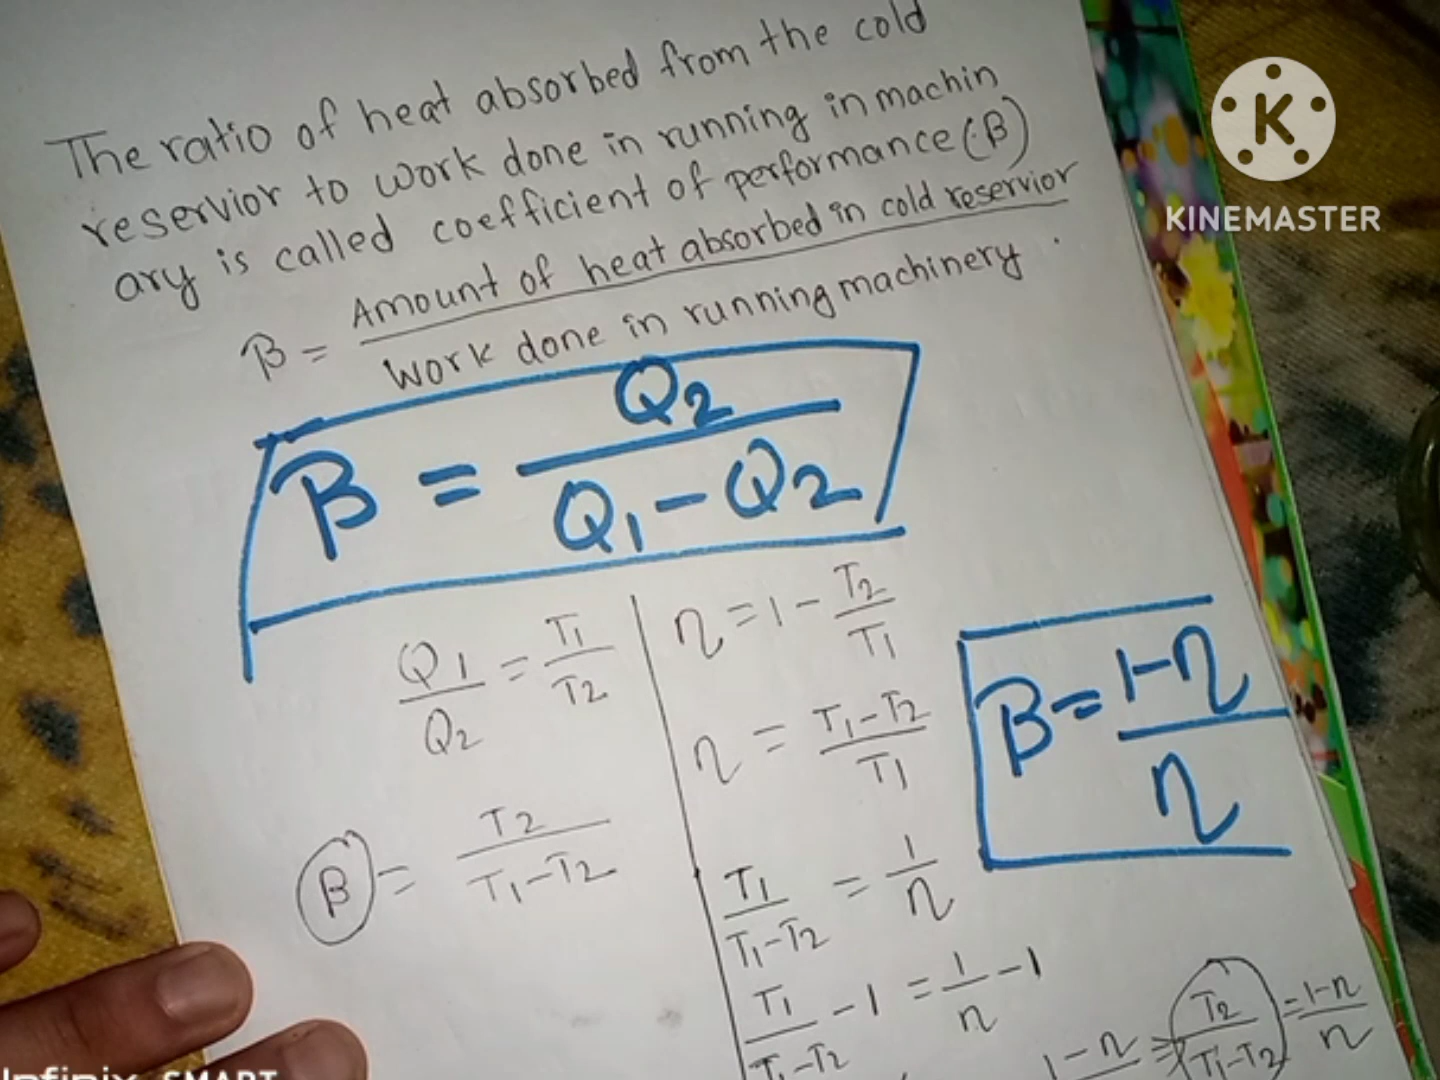 The ratio of heat absorbed from the cold
reservior to work done in running in machin
ary is called coefficient of performance (β)
β = Amount of heat absorbed in cold reservior
work done in running machinery
β = Q2 / Q1 - Q2
Q1 / Q2 = T1 / T2
β = T2 / T1 - T2
η = 1 - T2 / T1
η = T1 - T2 / T1
T1 / T1 - T2 = 1 / η
T1 / T1 - T2 - 1 = 1 / η - 1
β = 1 - η / η
1 - η = T2 / T1 - T2 = 1 - η / η
K
KINEMASTER
Infinix SMART